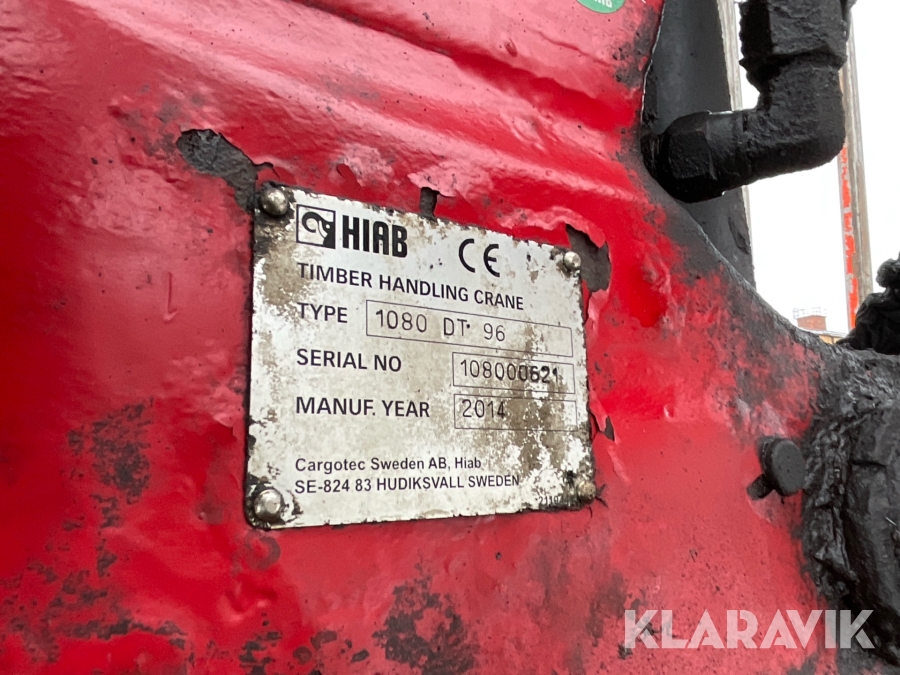 HIAB CE
TIMBER HANDLING CRANE
TYPE 1080 DT 96
SERIAL NO 108000621
MANUF. YEAR 2014
Cargotec Sweden AB, Hiab
SE-824 83 HUDIKSVALL SWEDEN
KLARAVIK